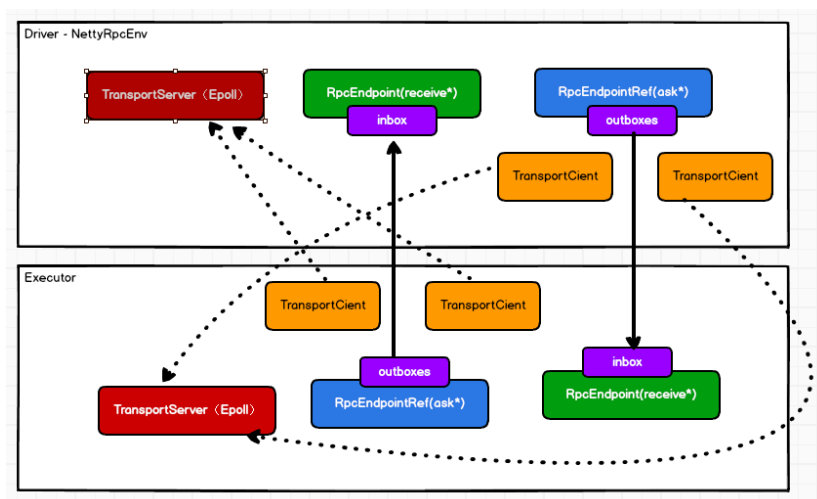 Driver - NettyRpcEnv
TransportServer（Epoll）
RpcEndpoint(receive*)
inbox
RpcEndpointRef(ask*)
outboxes
TransportCient
TransportCient
Executor
TransportCient
TransportCient
TransportServer（Epoll）
outboxes
RpcEndpointRef(ask*)
inbox
RpcEndpoint(receive*)